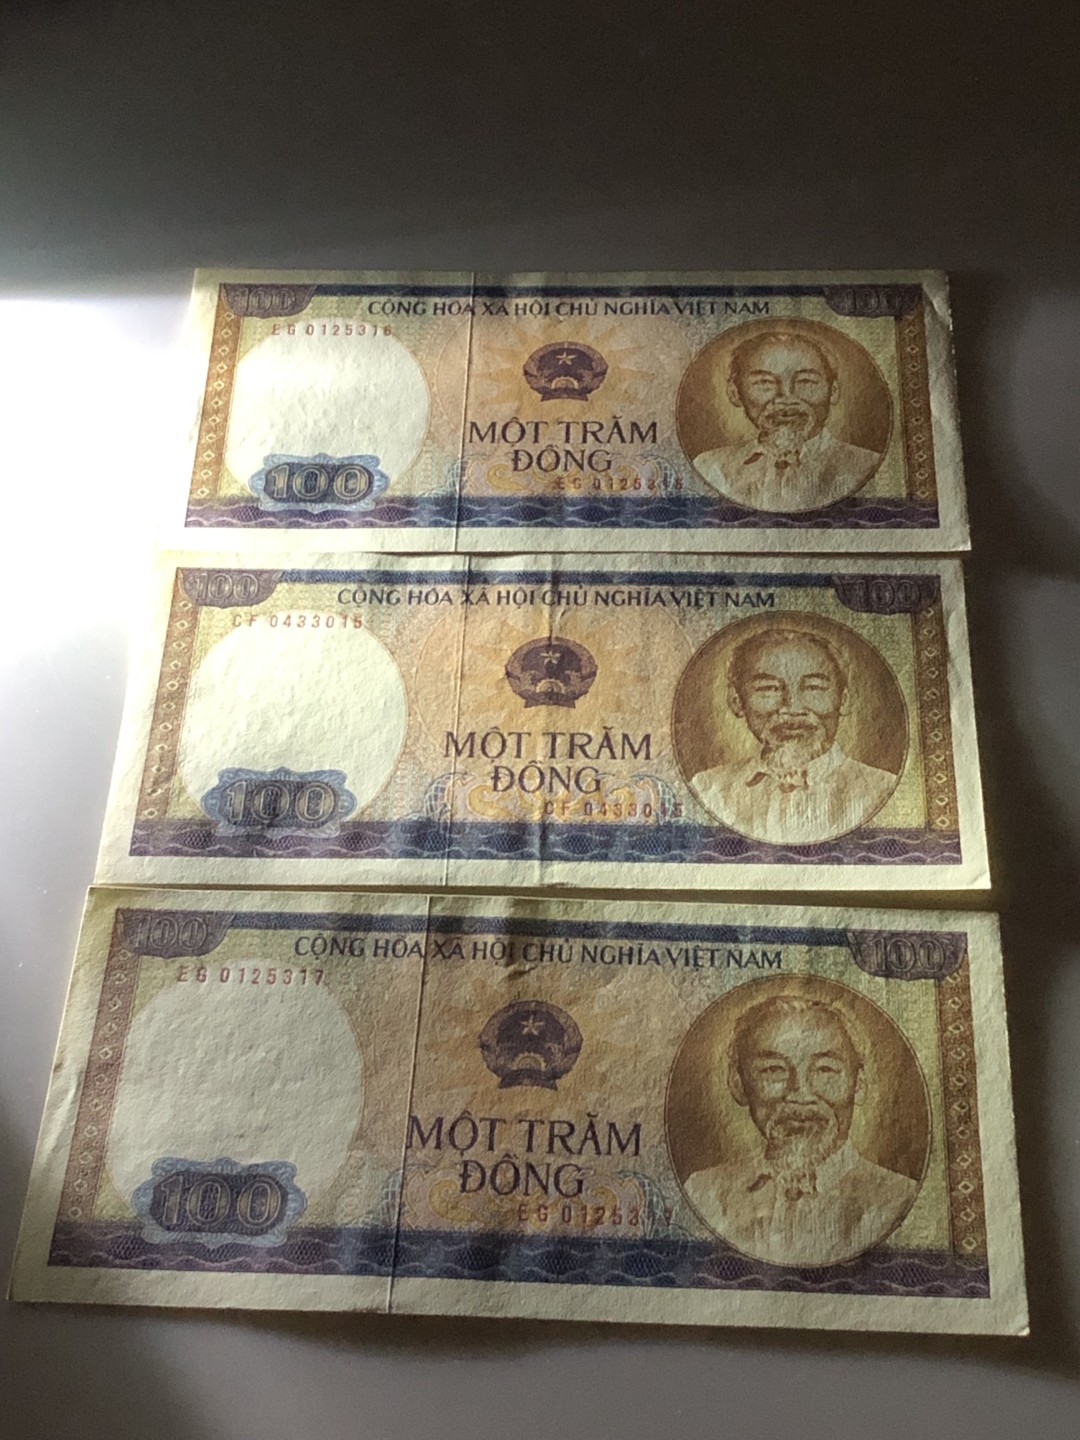 100 100
CỘNG HÒA XÃ HỘI CHỦ NGHĨA VIỆT NAM
EG 0125316
MỘT TRĂM
ĐỒNG
100
EG 0125316
100 100
CỘNG HÒA XÃ HỘI CHỦ NGHĨA VIỆT NAM
CF 0433015
MỘT TRĂM
ĐỒNG
100
CF 0433015
100 100
CỘNG HÒA XÃ HỘI CHỦ NGHĨA VIỆT NAM
EG 0125317
MỘT TRĂM
ĐỒNG
100
EG 0125317